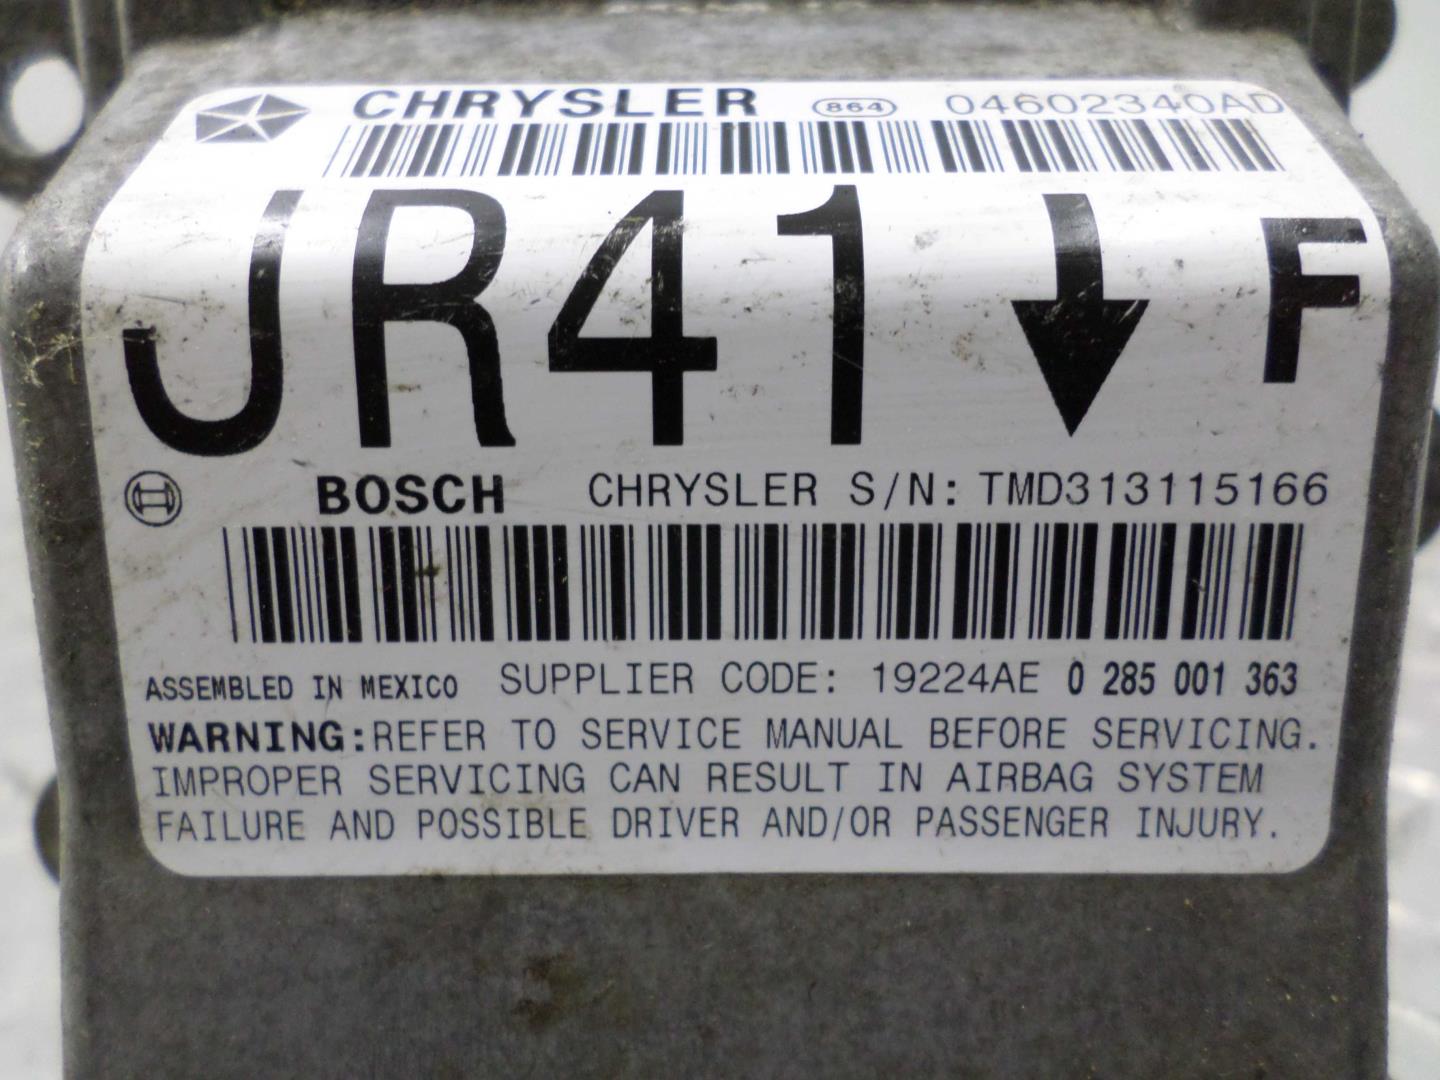 CHRYSLER 864 04602340AD
JR41 F
BOSCH CHRYSLER S/N: TMD313115166
ASSEMBLED IN MEXICO SUPPLIER CODE: 19224AE 0 285 001 363
WARNING:REFER TO SERVICE MANUAL BEFORE SERVICING.
IMPROPER SERVICING CAN RESULT IN AIRBAG SYSTEM
FAILURE AND POSSIBLE DRIVER AND/OR PASSENGER INJURY.